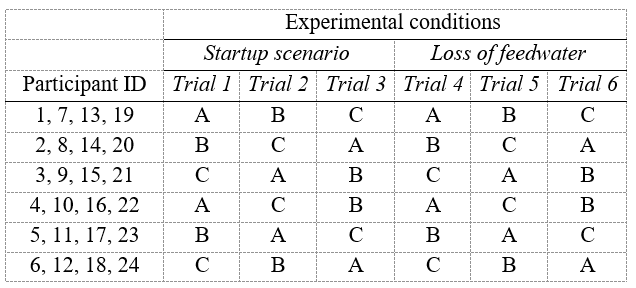 Experimental conditions
Startup scenario Loss of feedwater
Participant ID Trial 1 Trial 2 Trial 3 Trial 4 Trial 5 Trial 6
1, 7, 13, 19 A B C A B C
2, 8, 14, 20 B C A B C A
3, 9, 15, 21 C A B C A B
4, 10, 16, 22 A C B A C B
5, 11, 17, 23 B A C B A C
6, 12, 18, 24 C B A C B A